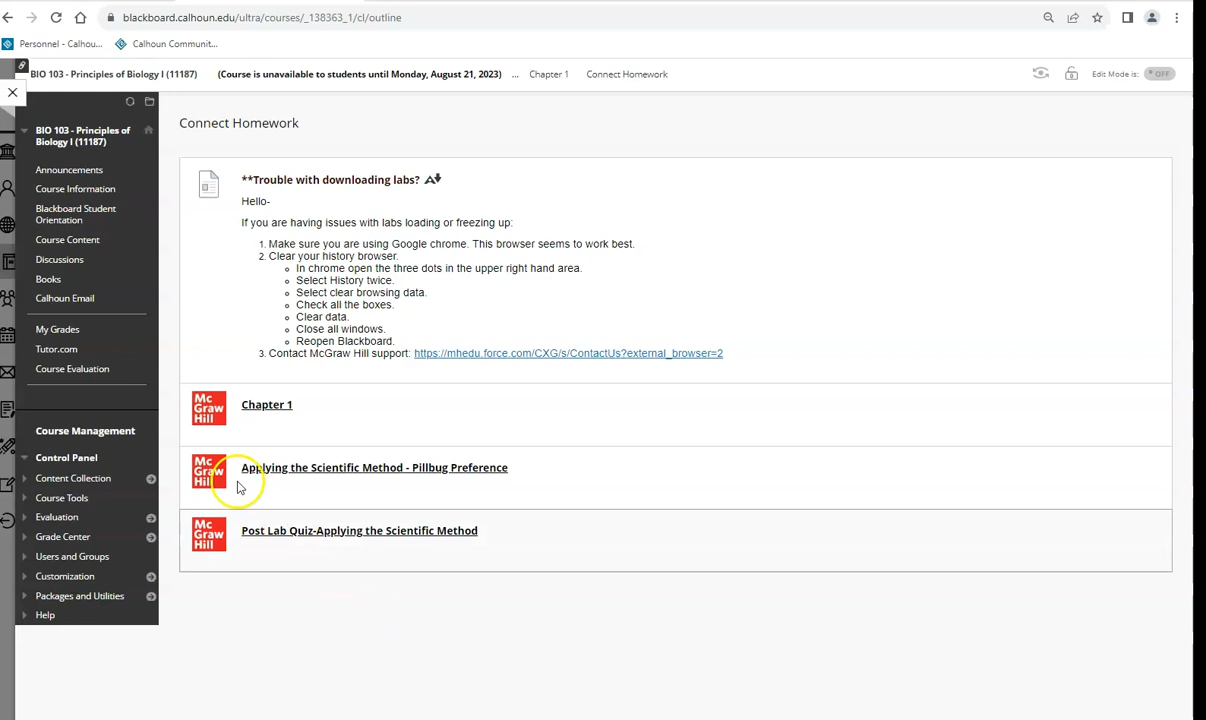 blackboard.calhoun.edu/ultra/courses/_138363_1/cl/outline
Personnel - Calhou...
Calhoun Communit...
BIO 103 - Principles of Biology I (11187)
(Course is unavailable to students until Monday, August 21, 2023)
...
Chapter 1
Connect Homework
Edit Mode is:
OFF
BIO 103 - Principles of
Biology I (11187)
Announcements
Course Information
Blackboard Student
Orientation
Course Content
Discussions
Books
Calhoun Email
My Grades
Tutor.com
Course Evaluation
Course Management
Control Panel
Content Collection
Course Tools
Evaluation
Grade Center
Users and Groups
Customization
Packages and Utilities
Help
Connect Homework
**Trouble with downloading labs?
Hello-
If you are having issues with labs loading or freezing up:
1. Make sure you are using Google chrome. This browser seems to work best.
2. Clear your history browser.
In chrome open the three dots in the upper right hand area.
Select History twice.
Select clear browsing data.
Check all the boxes.
Clear data.
Close all windows.
Reopen Blackboard.
3. Contact McGraw Hill support: https://mhedu.force.com/CXG/s/ContactUs?external_browser=2
Mc
Graw
Hill
Chapter 1
Mc
Graw
Hill
Applying the Scientific Method - Pillbug Preference
Mc
Graw
Hill
Post Lab Quiz-Applying the Scientific Method